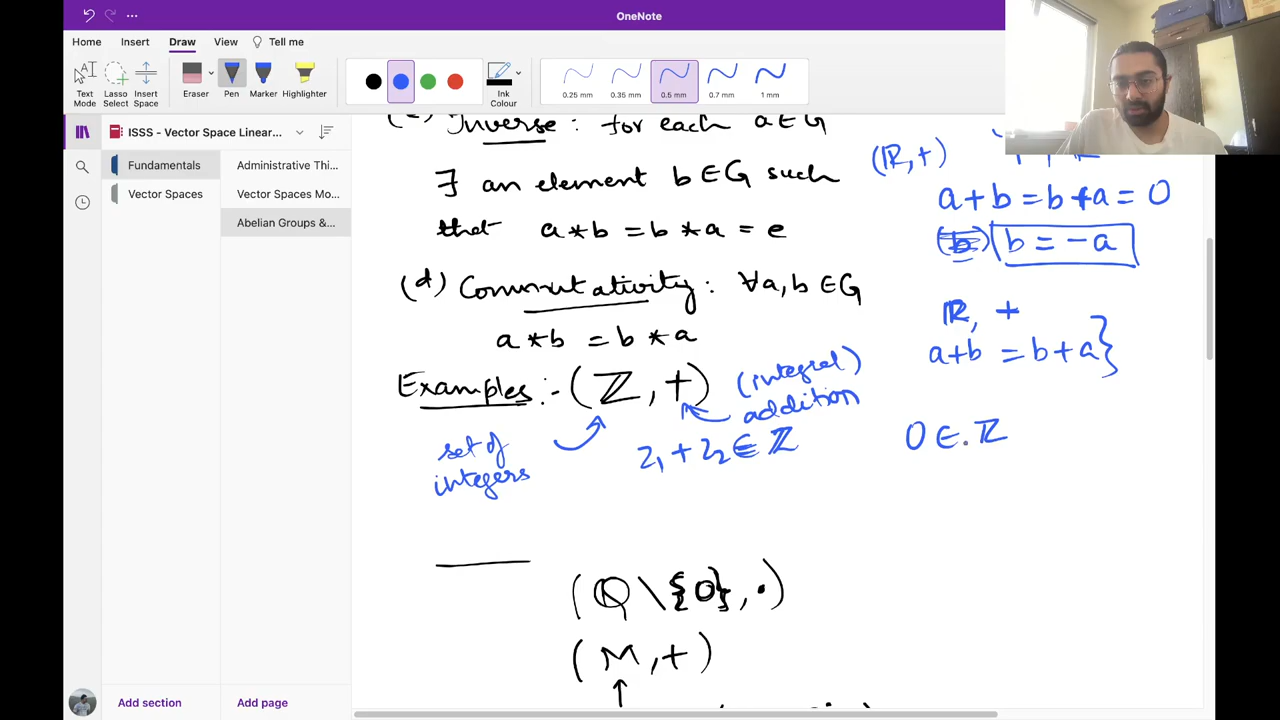 OneNote
Home Insert Draw View Tell me
Text Mode
Lasso Select
Insert Space
Eraser
Pen
Marker
Highlighter
Ink Colour
0.25 mm
0.35 mm
0.5 mm
0.7 mm
1 mm
ISSS - Vector Space Linear...
Fundamentals
Vector Spaces
Administrative Thi...
Vector Spaces Mo...
Abelian Groups &...
Inverse : for each a∈G
∃ an element b∈G such
that a*b = b*a = e
(d) Commutativity : ∀a,b∈G
a*b = b*a
Examples :- (ℤ, +)
(integral)
addition
set of
integers
z₁ + z₂ ∈ ℤ
(ℝ, +)
a+b = b+a = 0
b = -a
ℝ, +
a+b = b+a}
0 ∈ ℤ
(ℚ \ {0}, •)
(M, +)
↑
Add section
Add page